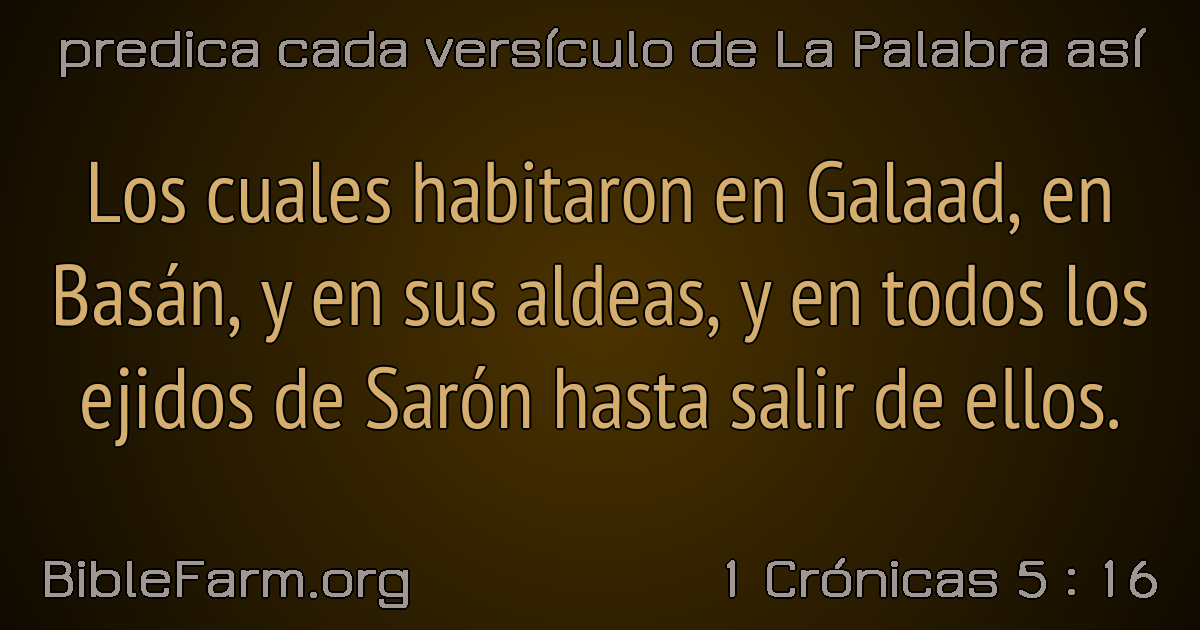 predica cada versículo de La Palabra así
Los cuales habitaron en Galaad, en
Basán, y en sus aldeas, y en todos los
ejidos de Sarón hasta salir de ellos.
BibleFarm.org
1 Crónicas 5 : 16